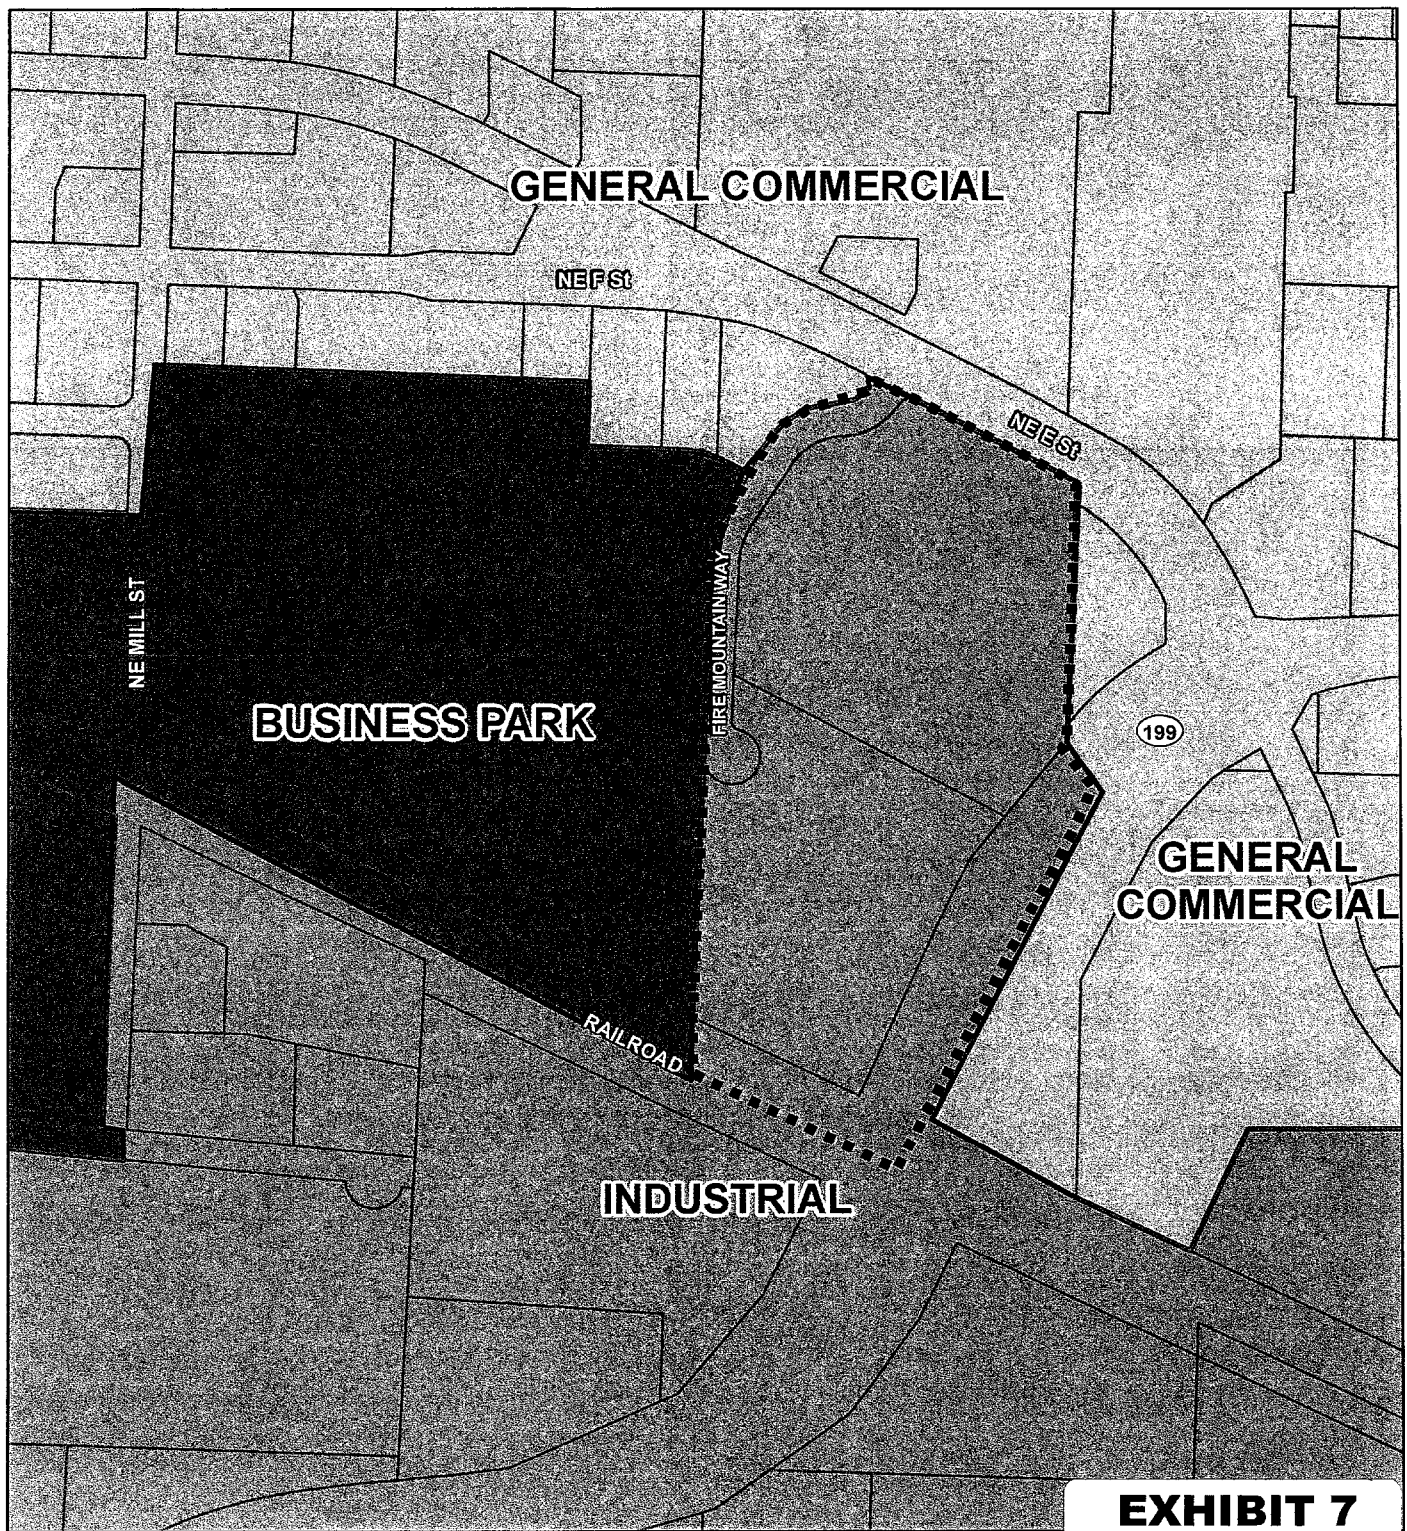 GENERAL COMMERCIAL
NE F St
NE E St
NE MILL ST
FIRE MOUNTAIN WAY
BUSINESS PARK
199
GENERAL
COMMERCIAL
RAILROAD
INDUSTRIAL
EXHIBIT 7